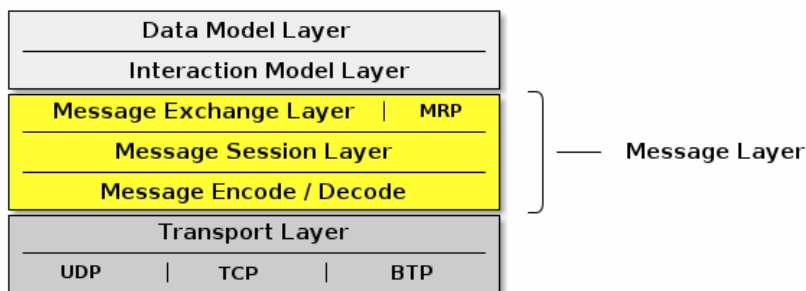 Data Model Layer
Interaction Model Layer
Message Exchange Layer | MRP
Message Session Layer
Message Encode / Decode
Message Layer
Transport Layer
UDP | TCP | BTP